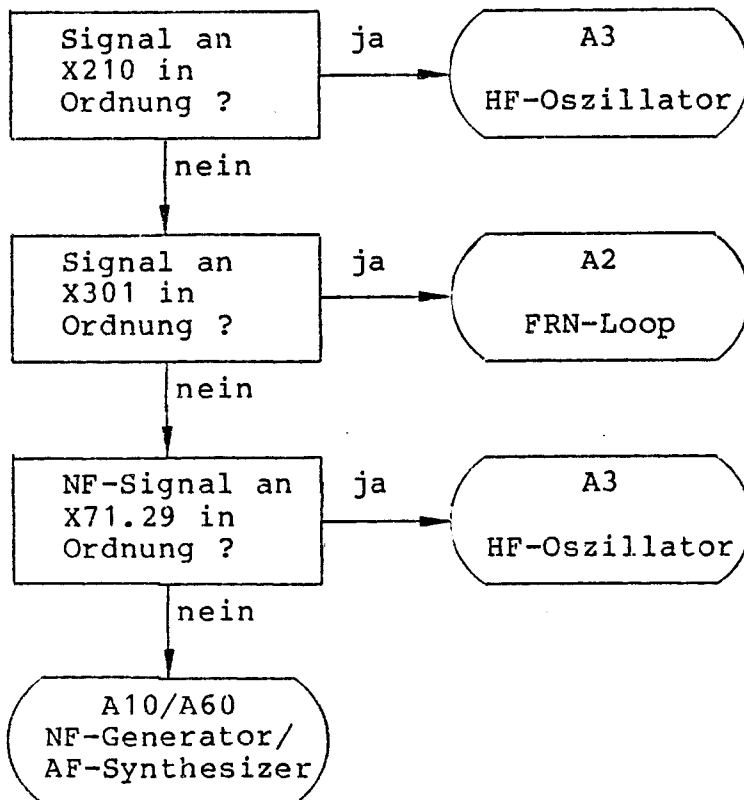 Signal an
X210 in
Ordnung ?
ja
A3
HF-Oszillator
nein
Signal an
X301 in
Ordnung ?
ja
A2
FRN-Loop
nein
NF-Signal an
X71.29 in
Ordnung ?
ja
A3
HF-Oszillator
nein
A10/A60
NF-Generator/
AF-Synthesizer